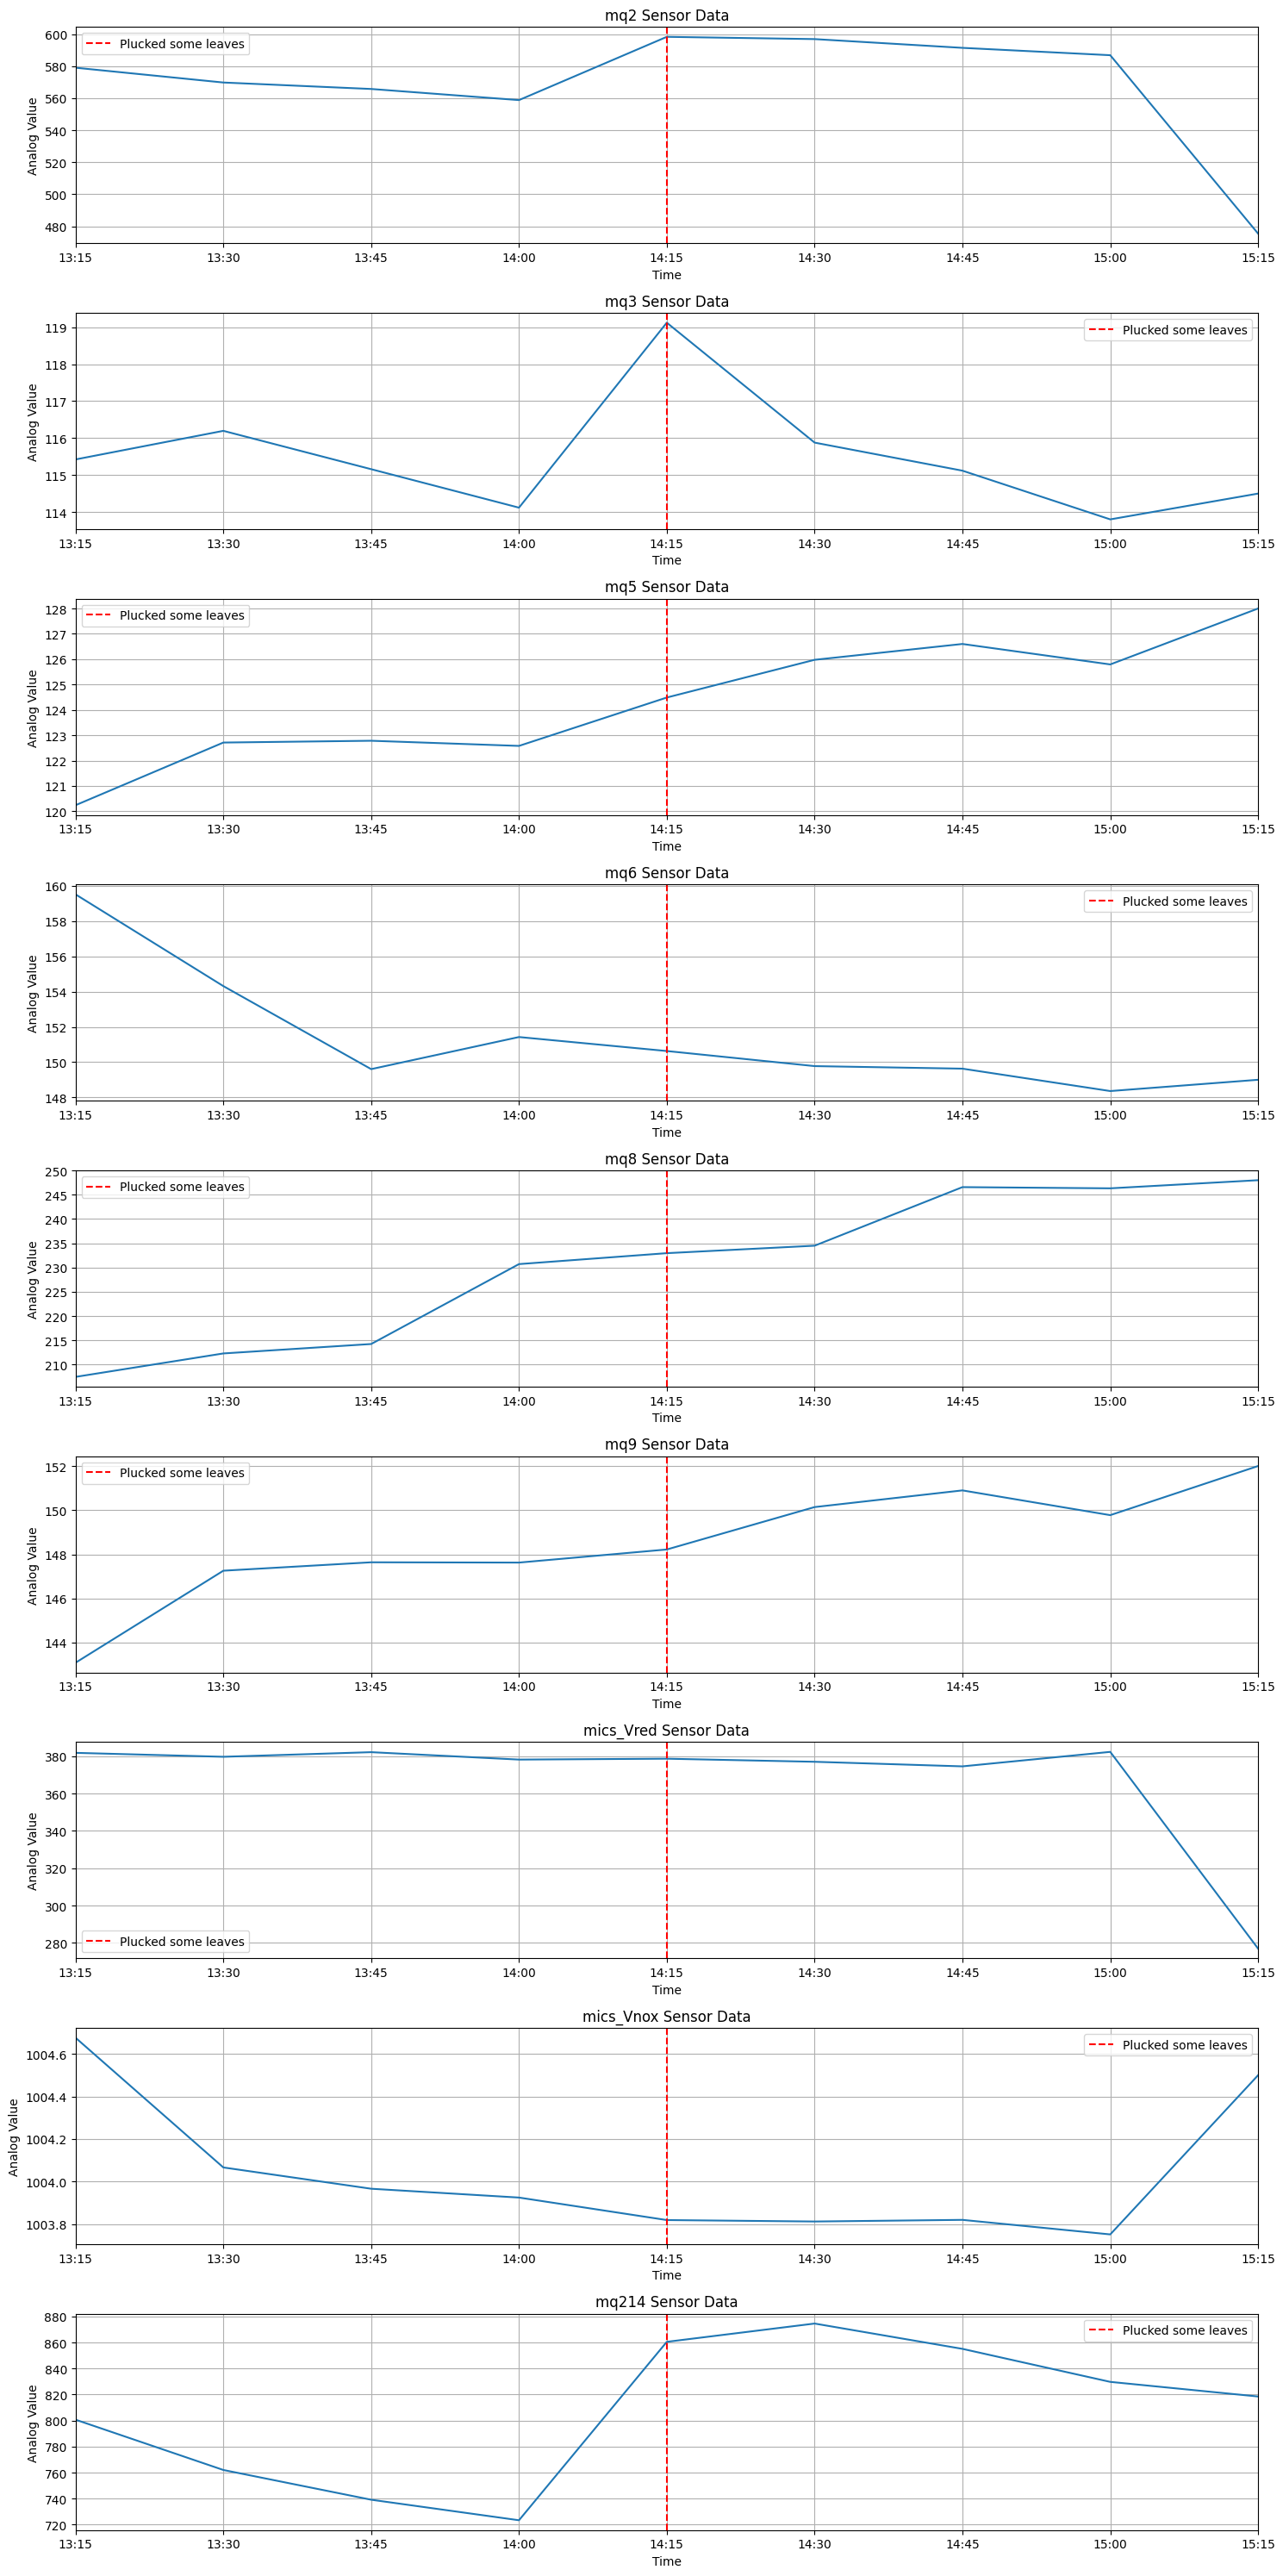 mq2 Sensor Data
Plucked some leaves
Analog Value
600
580
560
540
520
500
480
13:15 13:30 13:45 14:00 14:15 14:30 14:45 15:00 15:15
Time
mq3 Sensor Data
Plucked some leaves
Analog Value
119
118
117
116
115
114
13:15 13:30 13:45 14:00 14:15 14:30 14:45 15:00 15:15
Time
mq5 Sensor Data
Plucked some leaves
Analog Value
128
127
126
125
124
123
122
121
120
13:15 13:30 13:45 14:00 14:15 14:30 14:45 15:00 15:15
Time
mq6 Sensor Data
Plucked some leaves
Analog Value
160
158
156
154
152
150
148
13:15 13:30 13:45 14:00 14:15 14:30 14:45 15:00 15:15
Time
mq8 Sensor Data
Plucked some leaves
Analog Value
250
245
240
235
230
225
220
215
210
13:15 13:30 13:45 14:00 14:15 14:30 14:45 15:00 15:15
Time
mq9 Sensor Data
Plucked some leaves
Analog Value
152
150
148
146
144
13:15 13:30 13:45 14:00 14:15 14:30 14:45 15:00 15:15
Time
mics_Vred Sensor Data
Analog Value
380
360
340
320
300
280
Plucked some leaves
13:15 13:30 13:45 14:00 14:15 14:30 14:45 15:00 15:15
Time
mics_Vnox Sensor Data
Plucked some leaves
Analog Value
1004.6
1004.4
1004.2
1004.0
1003.8
13:15 13:30 13:45 14:00 14:15 14:30 14:45 15:00 15:15
Time
mq214 Sensor Data
Plucked some leaves
Analog Value
880
860
840
820
800
780
760
740
720
13:15 13:30 13:45 14:00 14:15 14:30 14:45 15:00 15:15
Time